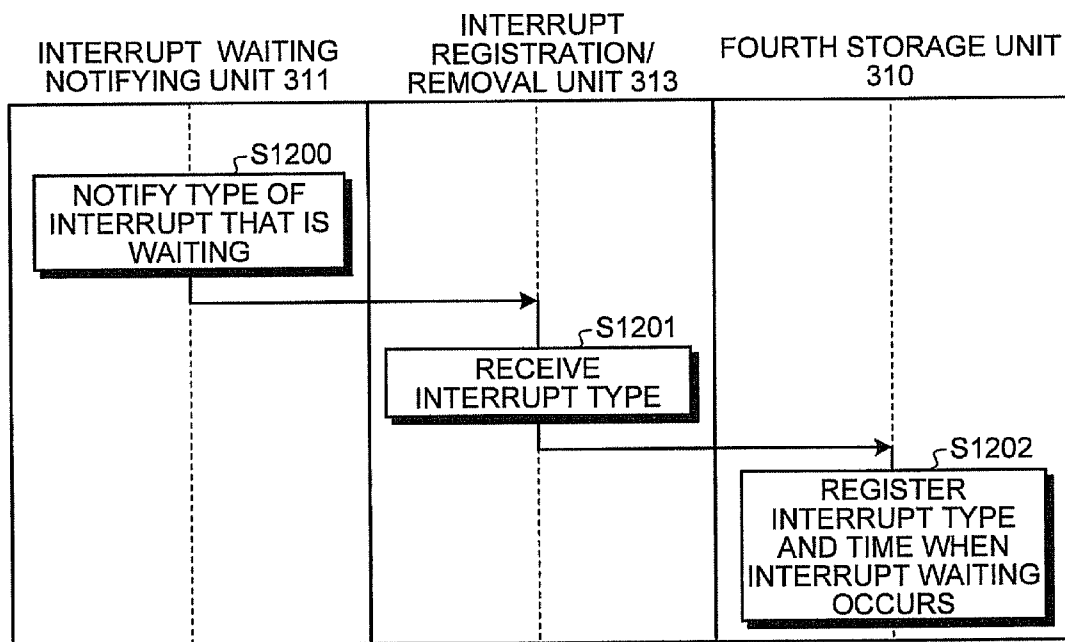 INTERRUPT WAITING
NOTIFYING UNIT 311
INTERRUPT
REGISTRATION/
REMOVAL UNIT 313
FOURTH STORAGE UNIT
310
S1200
NOTIFY TYPE OF
INTERRUPT THAT IS
WAITING
S1201
RECEIVE
INTERRUPT TYPE
S1202
REGISTER
INTERRUPT TYPE
AND TIME WHEN
INTERRUPT WAITING
OCCURS